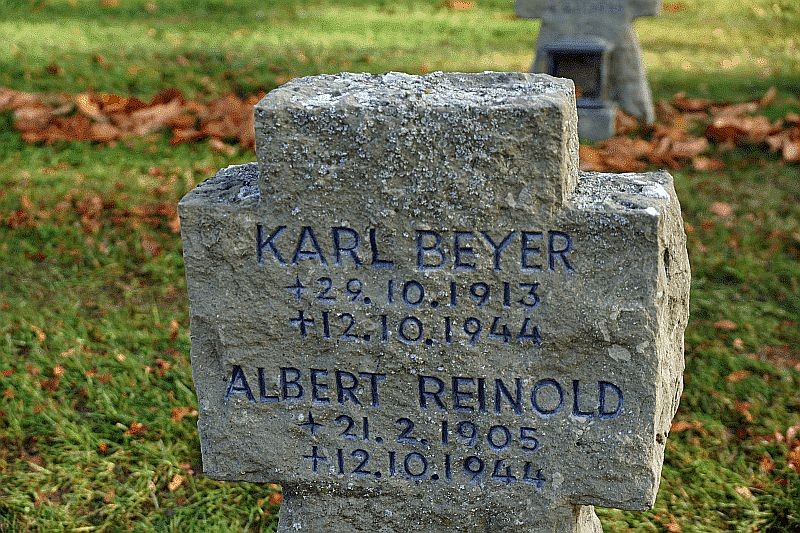 KARL BEYER
+29.10.1913
+12.10.1944
ALBERT REINOLD
+21.2.1905
+12.10.1944